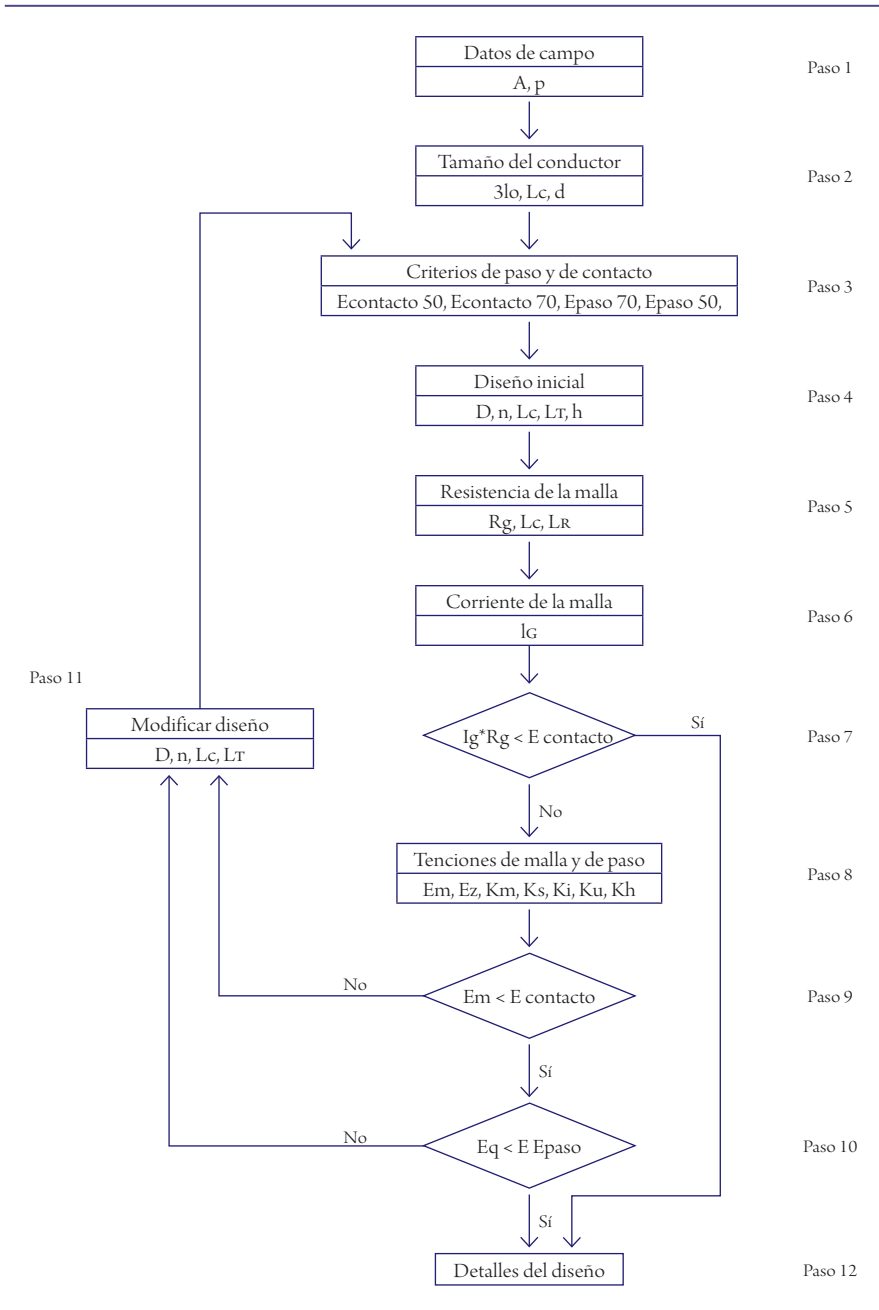 Datos de campo
A, p
Paso 1
Tamaño del conductor
3lo, Lc, d
Paso 2
Criterios de paso y de contacto
Econtacto 50, Econtacto 70, Epaso 70, Epaso 50,
Paso 3
Diseño inicial
D, n, Lc, LT, h
Paso 4
Resistencia de la malla
Rg, Lc, LR
Paso 5
Corriente de la malla
lG
Paso 6
Paso 11
Modificar diseño
D, n, Lc, LT
Ig*Rg < E contacto
Sí
Paso 7
No
Tenciones de malla y de paso
Em, Ez, Km, Ks, Ki, Ku, Kh
Paso 8
No
Em < E contacto
Paso 9
Sí
No
Eq < E Epaso
Paso 10
Sí
Detalles del diseño
Paso 12